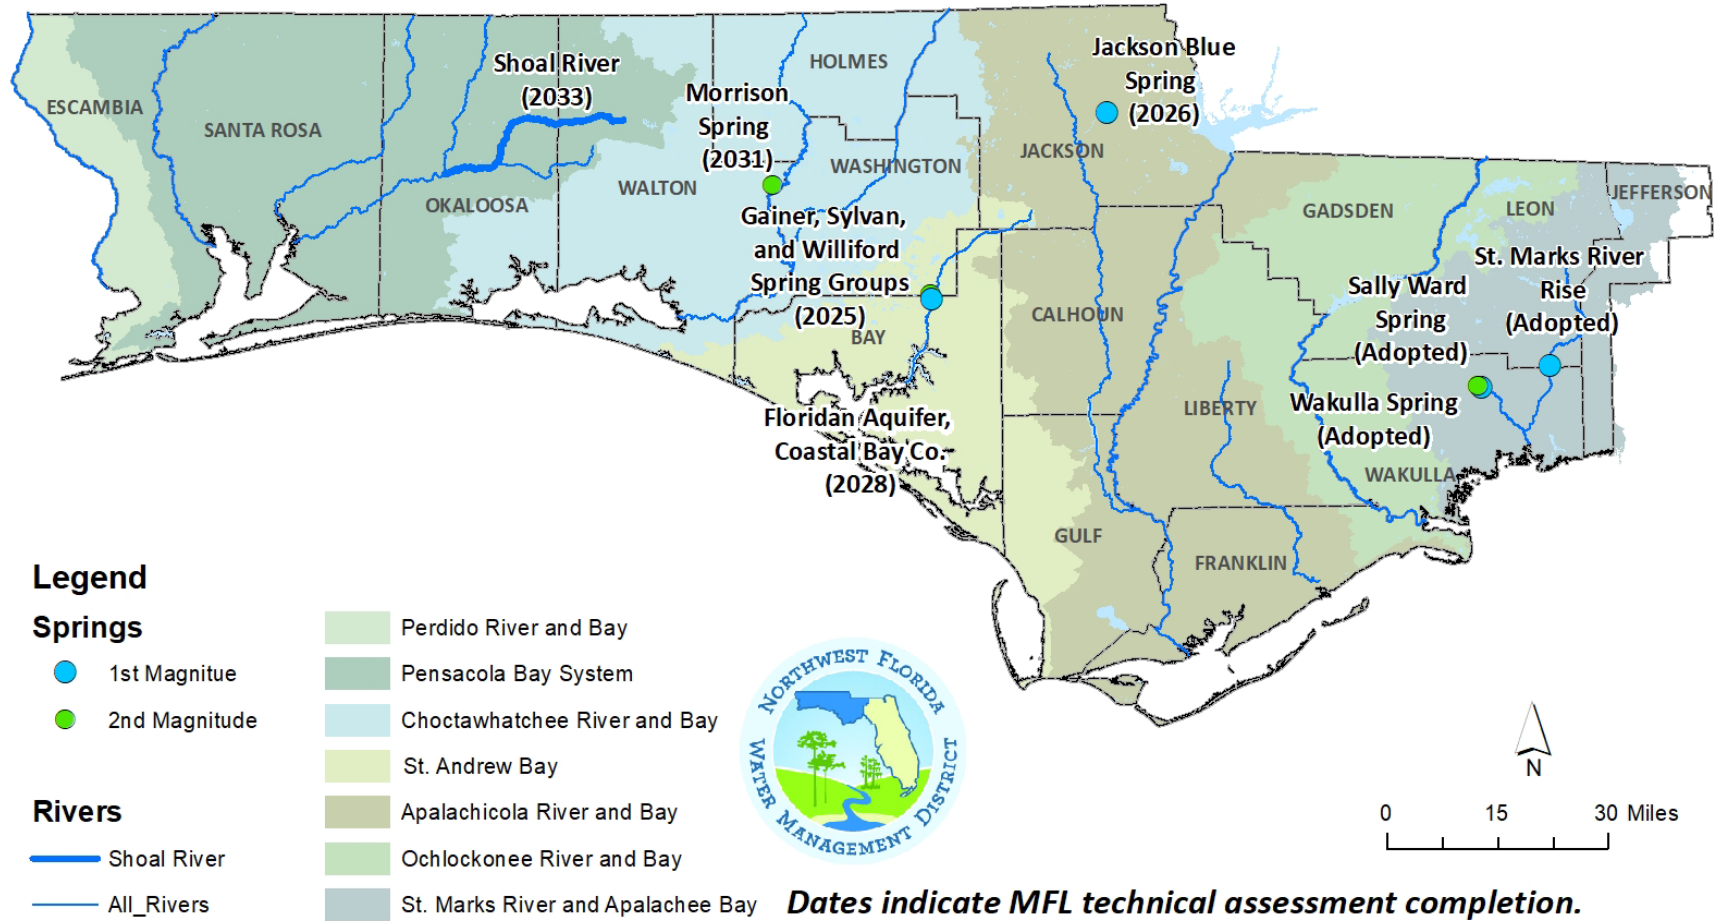 ESCAMBIA
SANTA ROSA
Shoal River
(2033)
OKALOOSA
WALTON
Morrison
Spring
(2031)
HOLMES
WASHINGTON
Jackson Blue
Spring
(2026)
JACKSON
Gainer, Sylvan,
and Williford
Spring Groups
(2025)
BAY
CALHOUN
GADSDEN
LEON
JEFFERSON
St. Marks River
Rise
(Adopted)
Sally Ward
Spring
(Adopted)
Wakulla Spring
(Adopted)
LIBERTY
WAKULLA
Floridan Aquifer,
Coastal Bay Co.
(2028)
GULF
FRANKLIN
Legend
Springs
1st Magnitue
2nd Magnitude
Rivers
Shoal River
All_Rivers
Perdido River and Bay
Pensacola Bay System
Choctawhatchee River and Bay
St. Andrew Bay
Apalachicola River and Bay
Ochlockonee River and Bay
St. Marks River and Apalachee Bay
NORTHWEST FLORIDA
WATER MANAGEMENT DISTRICT
N
0 15 30 Miles
Dates indicate MFL technical assessment completion.